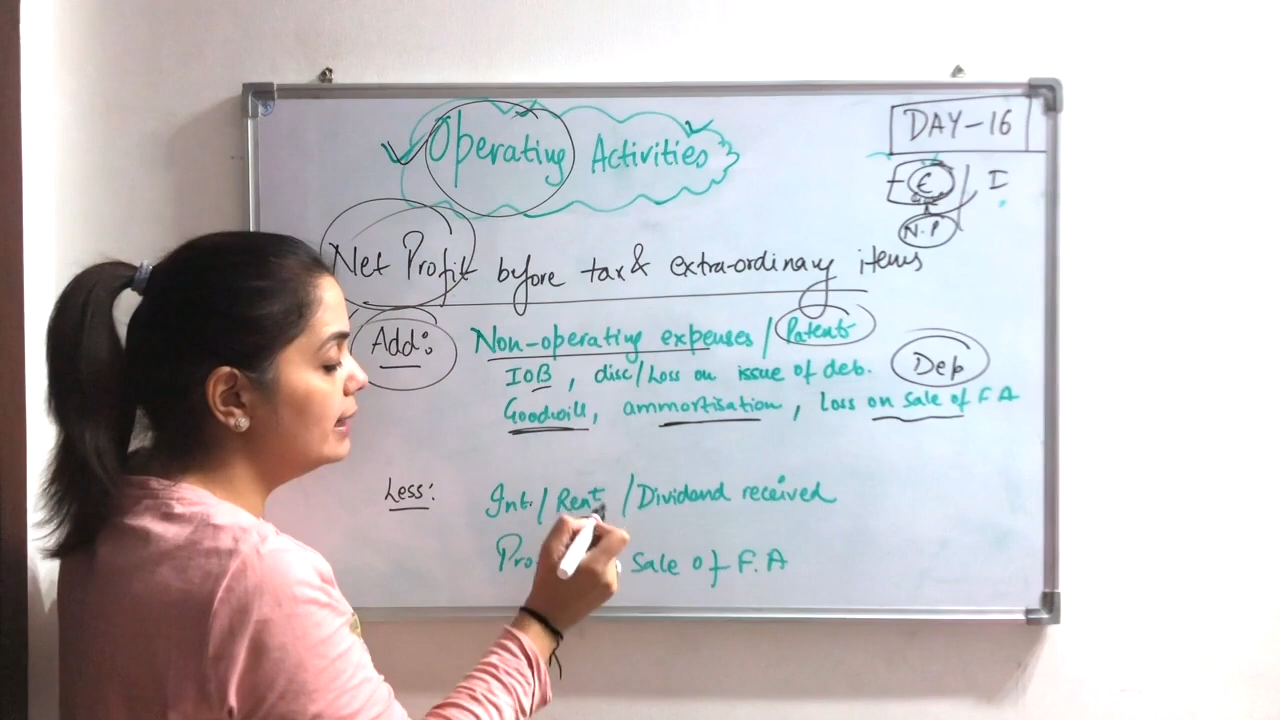 Operating Activities
DAY-16
E / I
N.P
Net Profit before tax & extra-ordinary items
Add: Non-operating expenses / Patents
IOB, disc/Loss on issue of deb. Dep
Goodwill, ammortisation, Loss on sale of F A
Less: Int. / Rent / Dividend received
Pro sale of F.A